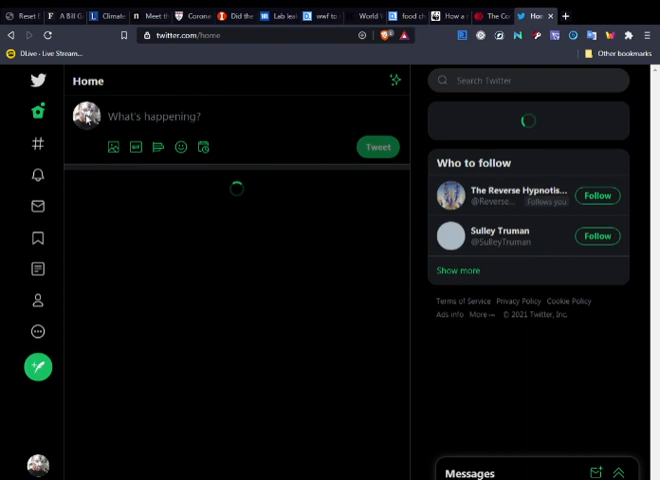 Reset
A Bill G
Climate
Meet th
Corone
Did the
Lab leak
wwf to
World
food ch
How a
The Co
Hom
twitter.com/home
DLive - Live Stream...
Other bookmarks
Home
Search Twitter
What's happening?
GIF
Tweet
Who to follow
The Reverse Hypnotis...
@Reverse... Follows you
Follow
Sulley Truman
@SulleyTruman
Follow
Show more
Terms of Service Privacy Policy Cookie Policy
Ads info More ··· © 2021 Twitter, Inc.
Messages